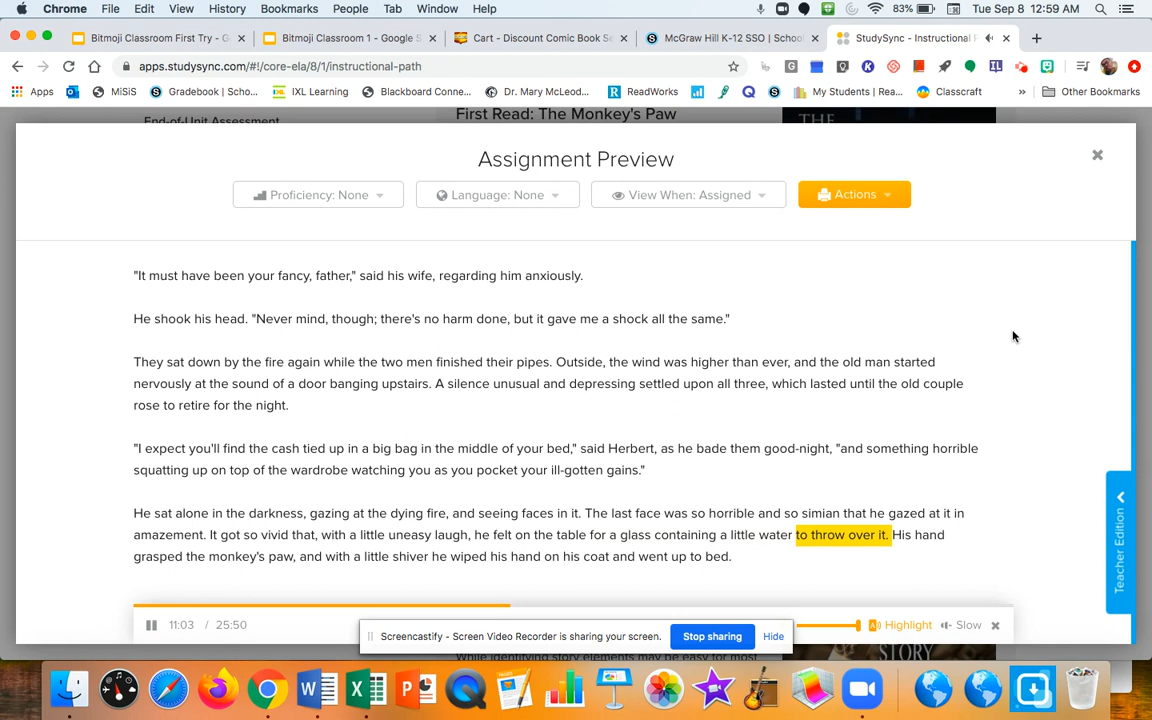 Chrome File Edit View History Bookmarks People Tab Window Help 83% Tue Sep 8 12:59 AM
Bitmoji Classroom First Try - G Bitmoji Classroom 1 - Google S Cart - Discount Comic Book Se McGraw Hill K-12 SSO | School StudySync - Instructional P
apps.studysync.com/#!/core-ela/8/1/instructional-path
Apps MiSiS Gradebook | Scho... IXL Learning Blackboard Conne... Dr. Mary McLeod... ReadWorks My Students | Rea... Classcraft » Other Bookmarks
End-of-Unit Assessment
First Read: The Monkey's Paw
THE
Assignment Preview
Proficiency: None Language: None View When: Assigned Actions
"It must have been your fancy, father," said his wife, regarding him anxiously.
He shook his head. "Never mind, though; there's no harm done, but it gave me a shock all the same."
They sat down by the fire again while the two men finished their pipes. Outside, the wind was higher than ever, and the old man started
nervously at the sound of a door banging upstairs. A silence unusual and depressing settled upon all three, which lasted until the old couple
rose to retire for the night.
"I expect you'll find the cash tied up in a big bag in the middle of your bed," said Herbert, as he bade them good-night, "and something horrible
squatting up on top of the wardrobe watching you as you pocket your ill-gotten gains."
He sat alone in the darkness, gazing at the dying fire, and seeing faces in it. The last face was so horrible and so simian that he gazed at it in
amazement. It got so vivid that, with a little uneasy laugh, he felt on the table for a glass containing a little water to throw over it. His hand
grasped the monkey's paw, and with a little shiver he wiped his hand on his coat and went up to bed.
Teacher Edition
11:03 / 25:50 Highlight Slow
Screencastify - Screen Video Recorder is sharing your screen. Stop sharing Hide
While identifying story elements may be easy for most
STORY